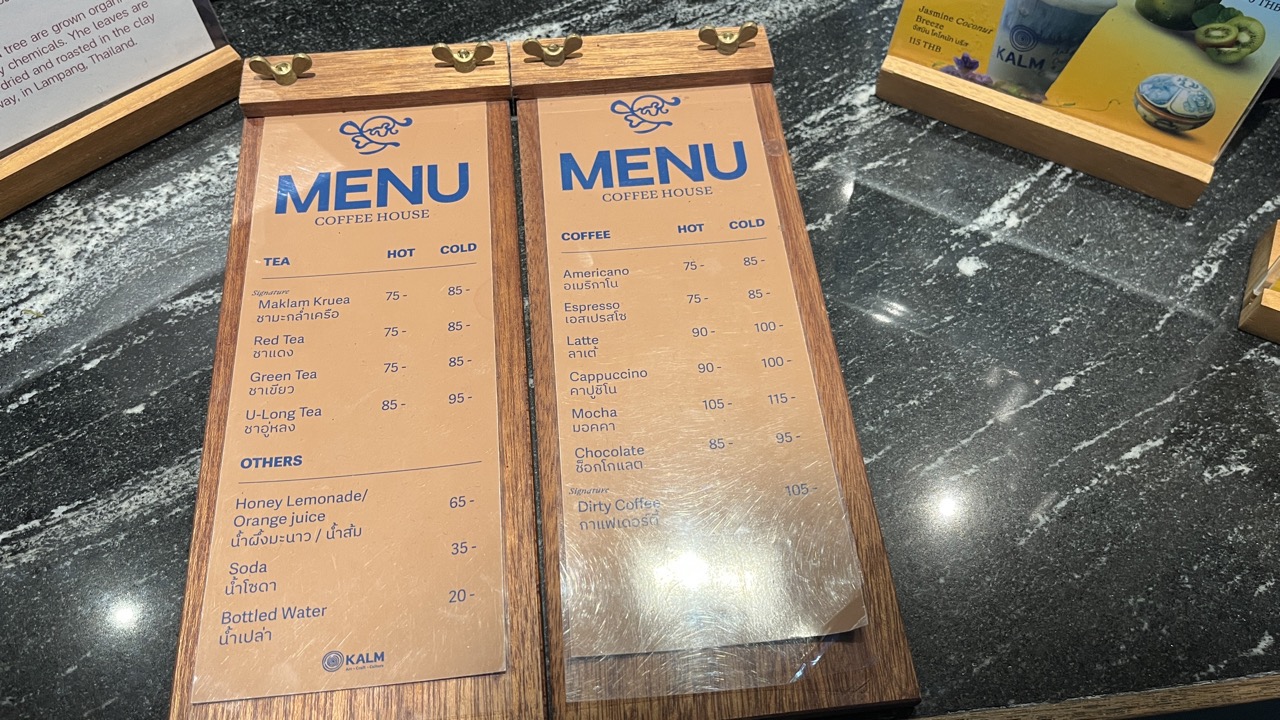 tree are grown organ
y chemicals. Yhe leaves are
dried and roasted in the clay
way, in Lampang, Thailand.
MENU
COFFEE HOUSE
TEA HOT COLD
Signature
Maklam Kruea 75- 85-
ชามะกล่ำเครือ
Red Tea 75- 85-
ชาแดง
Green Tea 75- 85-
ชาเขียว
U-Long Tea 85- 95-
ชาอู่หลง
OTHERS
Honey Lemonade/ 65-
Orange juice
น้ำผึ้งมะนาว / น้ำส้ม
Soda 35-
น้ำโซดา
Bottled Water 20-
น้ำเปล่า
KALM
MENU
COFFEE HOUSE
COFFEE HOT COLD
Americano 75- 85-
อเมริกาโน
Espresso 75- 85-
เอสเปรสโซ
Latte 90- 100-
ลาเต้
Cappuccino 90- 100-
คาปูชิโน
Mocha 105- 115-
มอคคา
Chocolate 85- 95-
ช็อกโกแลต
Signature
Dirty Coffee 105-
กาแฟเดอร์ตี้
Jasmine Coconut
Breeze
115 THB
KALM
THB